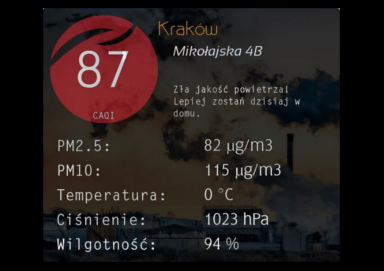 Kraków
Mikołajska 4B
87
CAQI
Zła jakość powietrza!
Lepiej zostań dzisiaj w
domu.
PM2.5: 82 µg/m3
PM10: 115 µg/m3
Temperatura: 0 °C
Ciśnienie: 1023 hPa
Wilgotność: 94 %